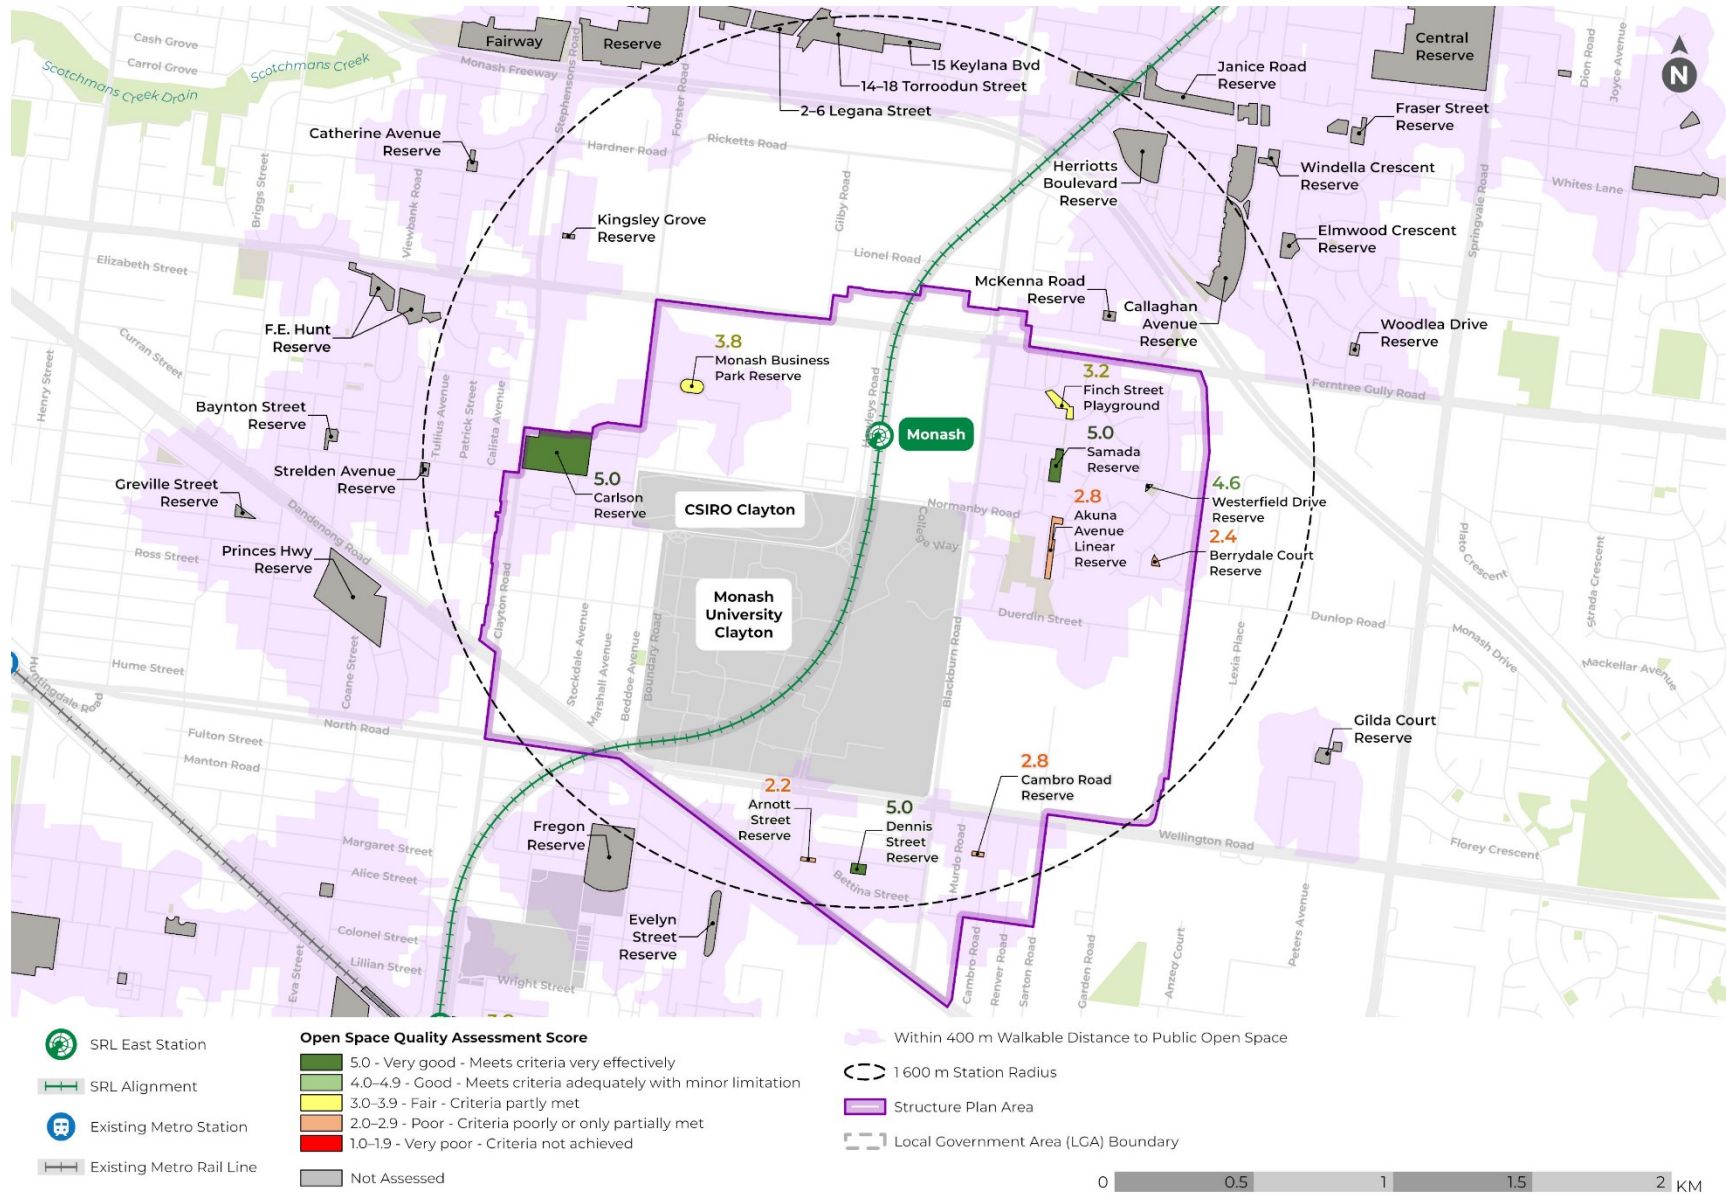 Cash Grove
Carrol Grove
Scotchmans Creek
Scotchmans Creek Drain
Fairway
Reserve
Monash Freeway
Stephensons Road
Forster Road
15 Keylana Bvd
14–18 Torroodun Street
2–6 Legana Street
Central
Reserve
Dion Road
Joyce Avenue
N
Janice Road
Reserve
Fraser Street
Reserve
Catherine Avenue
Reserve
Hardner Road
Ricketts Road
Herriotts
Boulevard
Reserve
Windella Crescent
Reserve
Whites Lane
Briggs Street
Viewbank Road
Kingsley Grove
Reserve
Gilby Road
Springvale Road
Elmwood Crescent
Reserve
Elizabeth Street
Lionel Road
McKenna Road
Reserve
Callaghan
Avenue
Reserve
Woodlea Drive
Reserve
F.E. Hunt
Reserve
Curran Street
Henry Street
3.8
Monash Business
Park Reserve
3.2
Finch Street
Playground
Ferntree Gully Road
Baynton Street
Reserve
Tullius Avenue
Patrick Street
Calista Avenue
Monash
5.0
Samada
Reserve
Strelden Avenue
Reserve
Greville Street
Reserve
5.0
Carlson
Reserve
CSIRO Clayton
Normanby Road
College Way
2.8
Akuna
Avenue
Linear
Reserve
4.6
Westerfield Drive
Reserve
2.4
Berrydale Court
Reserve
Dandenong Road
Ross Street
Princes Hwy
Reserve
Plato Crescent
Strada Crescent
Clayton Road
Monash
University
Clayton
Duerdin Street
Dunlop Road
Monash Drive
Mackellar Avenue
Hume Street
Huntingdale Road
Coane Street
Stockdale Avenue
Marshall Avenue
Beddoe Avenue
Boundary Road
Blackburn Road
Lexia Place
North Road
Fulton Street
Manton Road
Gilda Court
Reserve
2.2
Arnott
Street
Reserve
5.0
Dennis
Street
Reserve
2.8
Cambro Road
Reserve
Fregon
Reserve
Margaret Street
Alice Street
Bettina Street
Murdo Road
Wellington Road
Florey Crescent
Evelyn
Street
Reserve
Colonel Street
Lillian Street
Eva Street
Wright Street
Cambro Road
Renver Road
Sarton Road
Garden Road
Anzed Court
Peters Avenue
SRL East Station
SRL Alignment
Existing Metro Station
Existing Metro Rail Line
Open Space Quality Assessment Score
5.0 - Very good - Meets criteria very effectively
4.0–4.9 - Good - Meets criteria adequately with minor limitation
3.0–3.9 - Fair - Criteria partly met
2.0–2.9 - Poor - Criteria poorly or only partially met
1.0–1.9 - Very poor - Criteria not achieved
Not Assessed
Within 400 m Walkable Distance to Public Open Space
1 600 m Station Radius
Structure Plan Area
Local Government Area (LGA) Boundary
0 0.5 1 1.5 2 KM